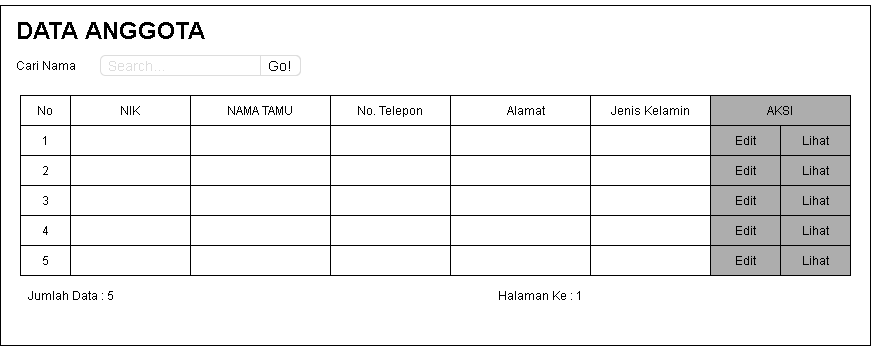 DATA ANGGOTA
Cari Nama Search... Go!
No NIK NAMA TAMU No. Telepon Alamat Jenis Kelamin AKSI
1 Edit Lihat
2 Edit Lihat
3 Edit Lihat
4 Edit Lihat
5 Edit Lihat
Jumlah Data : 5 Halaman Ke : 1